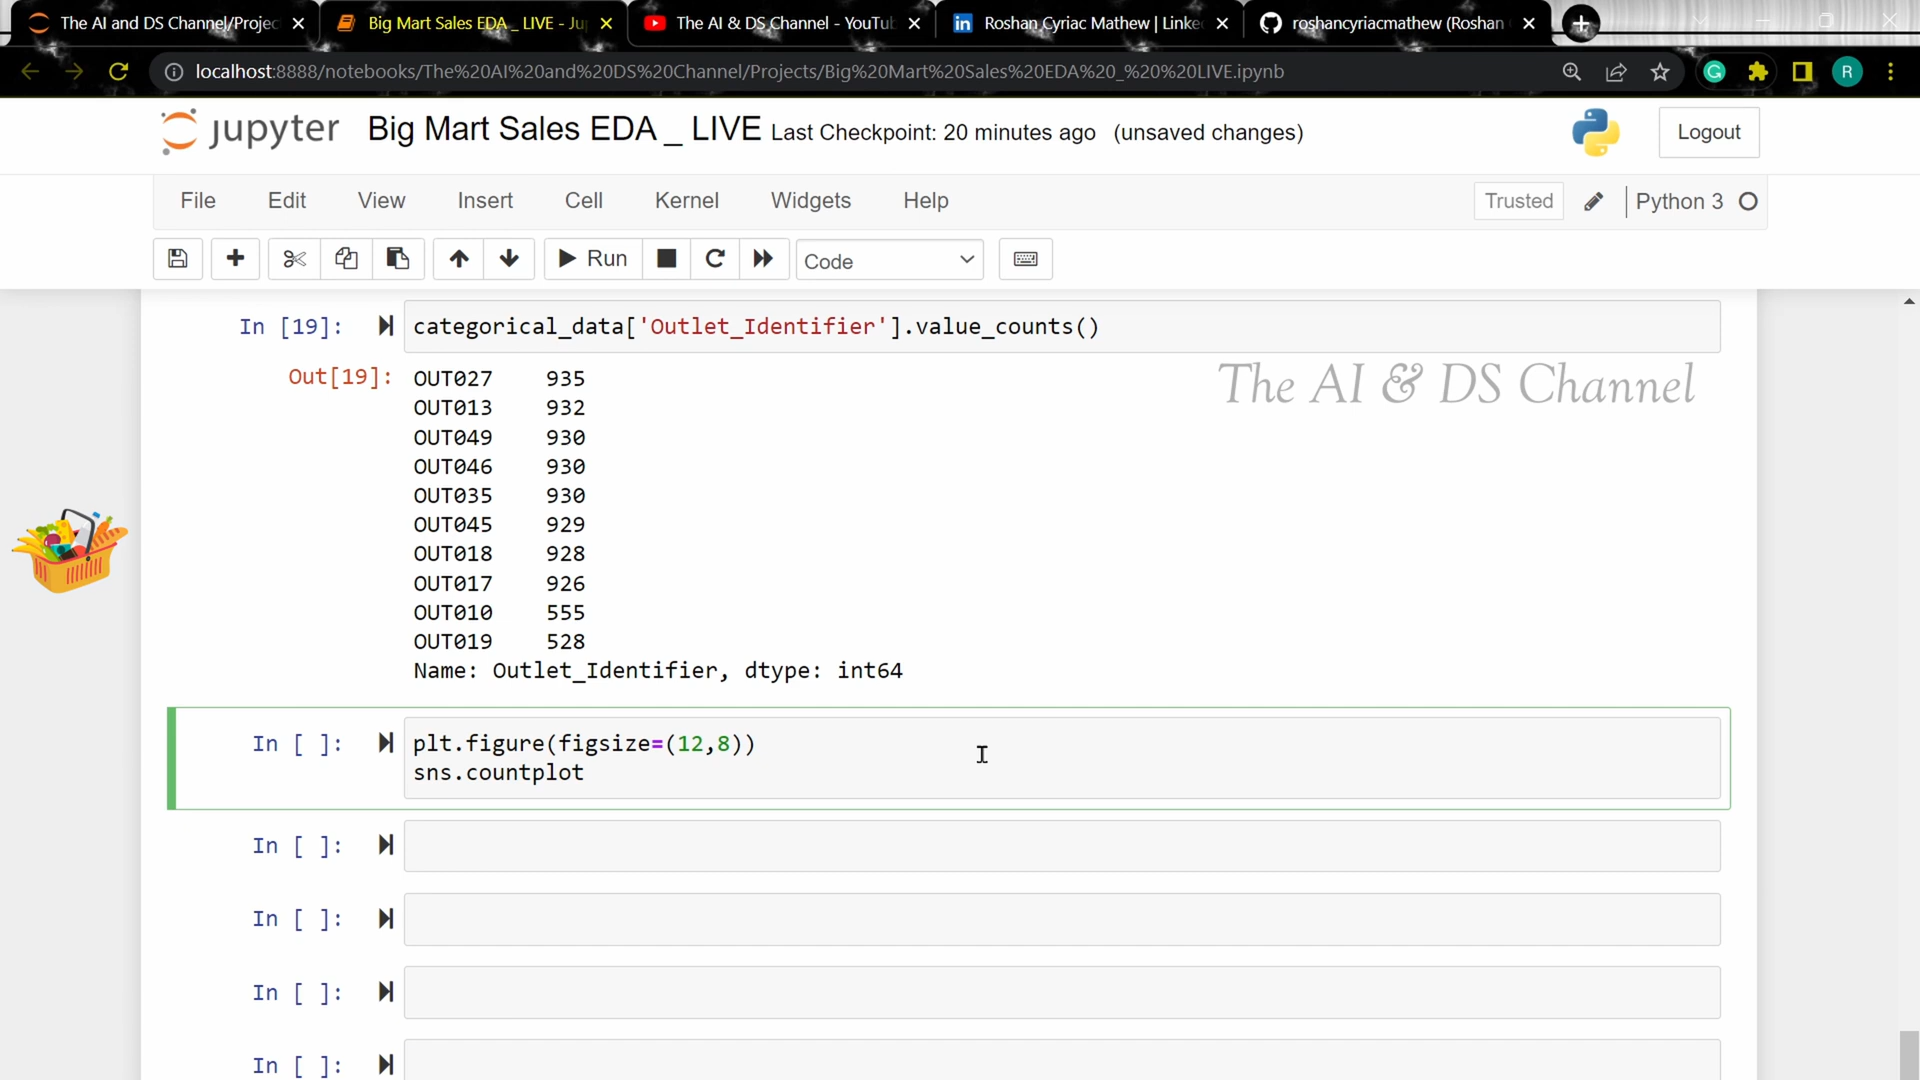 The AI and DS Channel/Projec
Big Mart Sales EDA _ LIVE - Ju
The AI & DS Channel - YouTub
Roshan Cyriac Mathew | Linke
roshancyriacmathew (Roshan
localhost:8888/notebooks/The%20AI%20and%20DS%20Channel/Projects/Big%20Mart%20Sales%20EDA%20_%20%20LIVE.ipynb
R
jupyter Big Mart Sales EDA _ LIVE Last Checkpoint: 20 minutes ago (unsaved changes)
Logout
File Edit View Insert Cell Kernel Widgets Help
Trusted
Python 3
Run
Code
In [19]: categorical_data['Outlet_Identifier'].value_counts()
The AI & DS Channel
Out[19]: OUT027 935
OUT013 932
OUT049 930
OUT046 930
OUT035 930
OUT045 929
OUT018 928
OUT017 926
OUT010 555
OUT019 528
Name: Outlet_Identifier, dtype: int64
In [ ]: plt.figure(figsize=(12,8))
sns.countplot
In [ ]:
In [ ]:
In [ ]:
In [ ]: